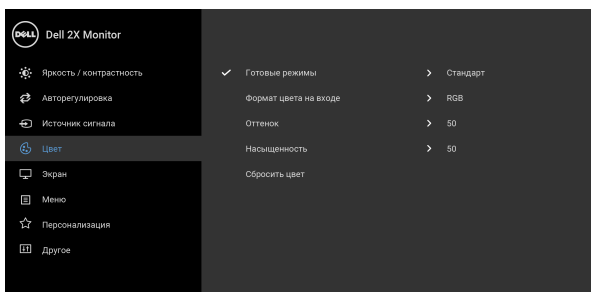 DELL Dell 2X Monitor
Яркость / контрастность
Готовые режимы
Стандарт
Авторегулировка
Формат цвета на входе
RGB
Источник сигнала
Оттенок
50
Цвет
Насыщенность
50
Экран
Сбросить цвет
Меню
Персонализация
Другое